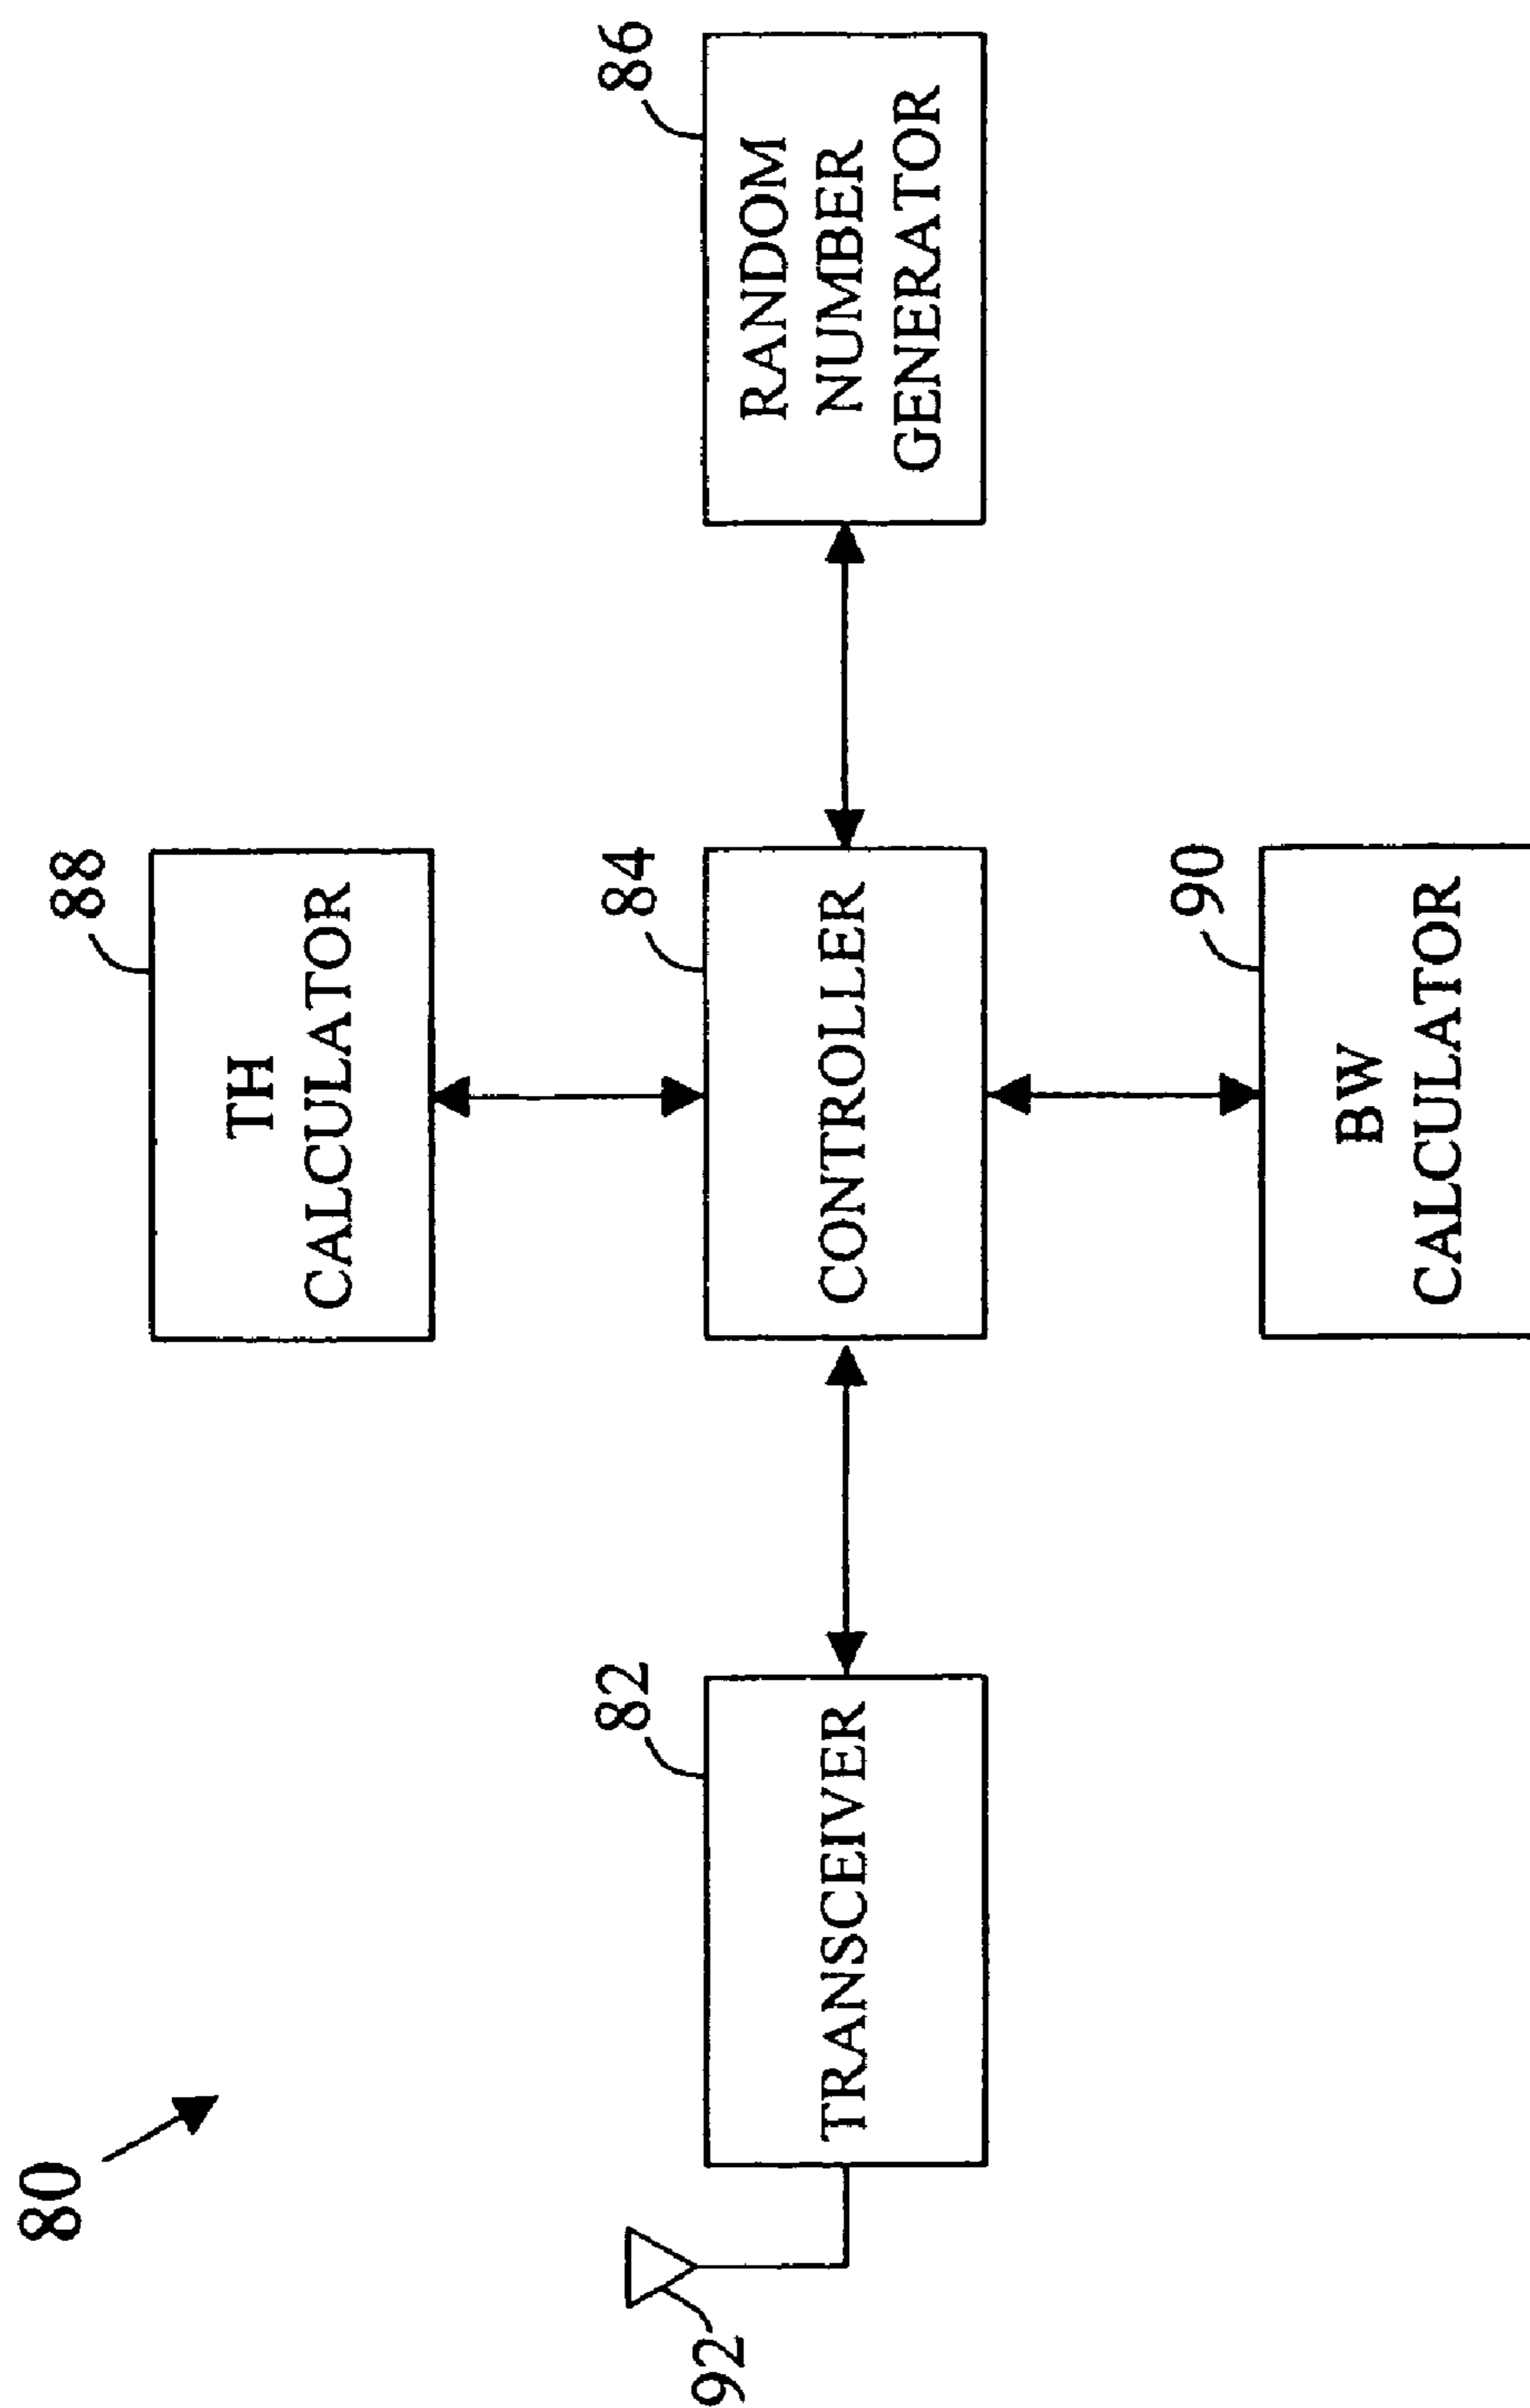 80
88
TH
CALCULATOR
92
82
TRANSCEIVER
84
CONTROLLER
86
RANDOM
NUMBER
GENERATOR
90
BW
CALCULATOR